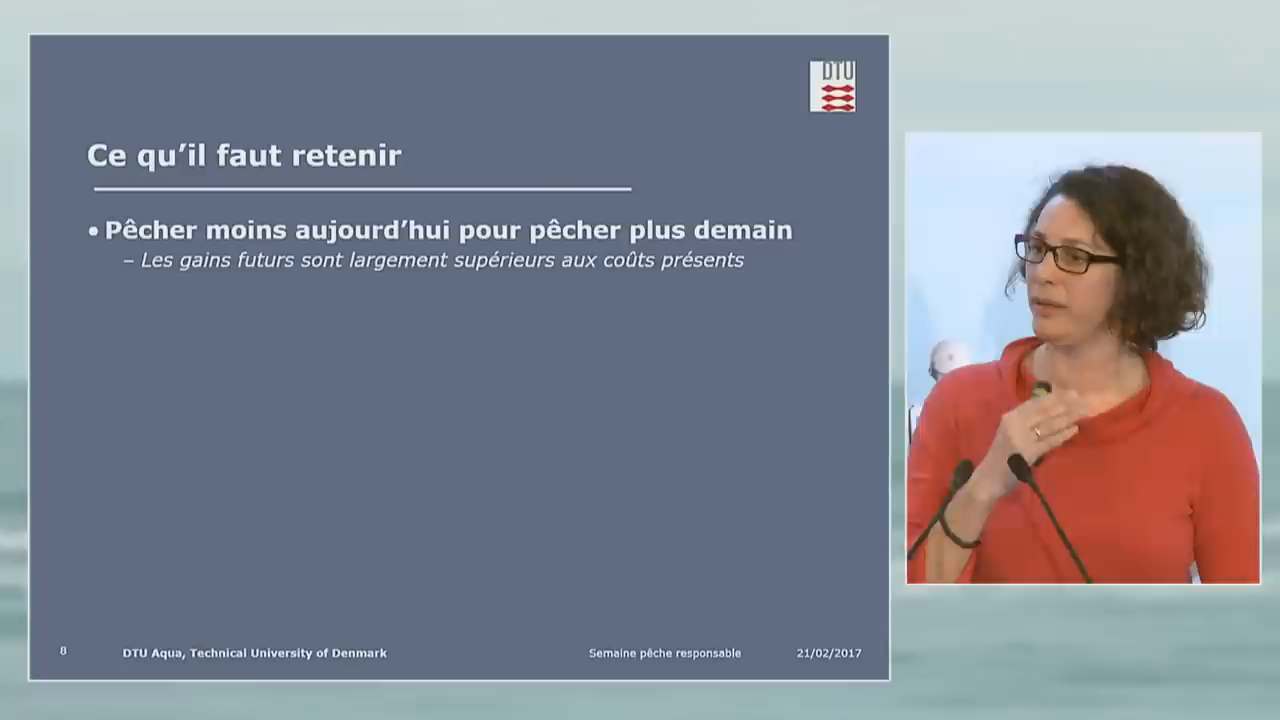 DTU
Ce qu’il faut retenir
• Pêcher moins aujourd’hui pour pêcher plus demain
– Les gains futurs sont largement supérieurs aux coûts présents
8 DTU Aqua, Technical University of Denmark Semaine pêche responsable 21/02/2017